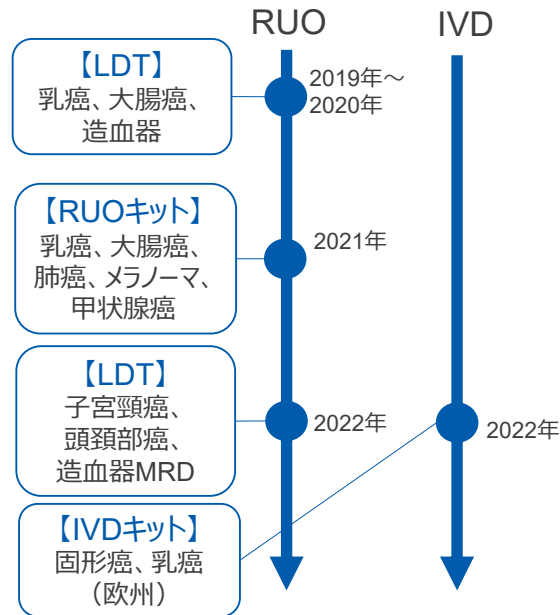 RUO
IVD
【LDT】
乳癌、大腸癌、
造血器
2019年～
2020年
【RUOキット】
乳癌、大腸癌、
肺癌、メラノーマ、
甲状腺癌
2021年
【LDT】
子宮頸癌、
頭頚部癌、
造血器MRD
2022年
2022年
【IVDキット】
固形癌、乳癌
（欧州）